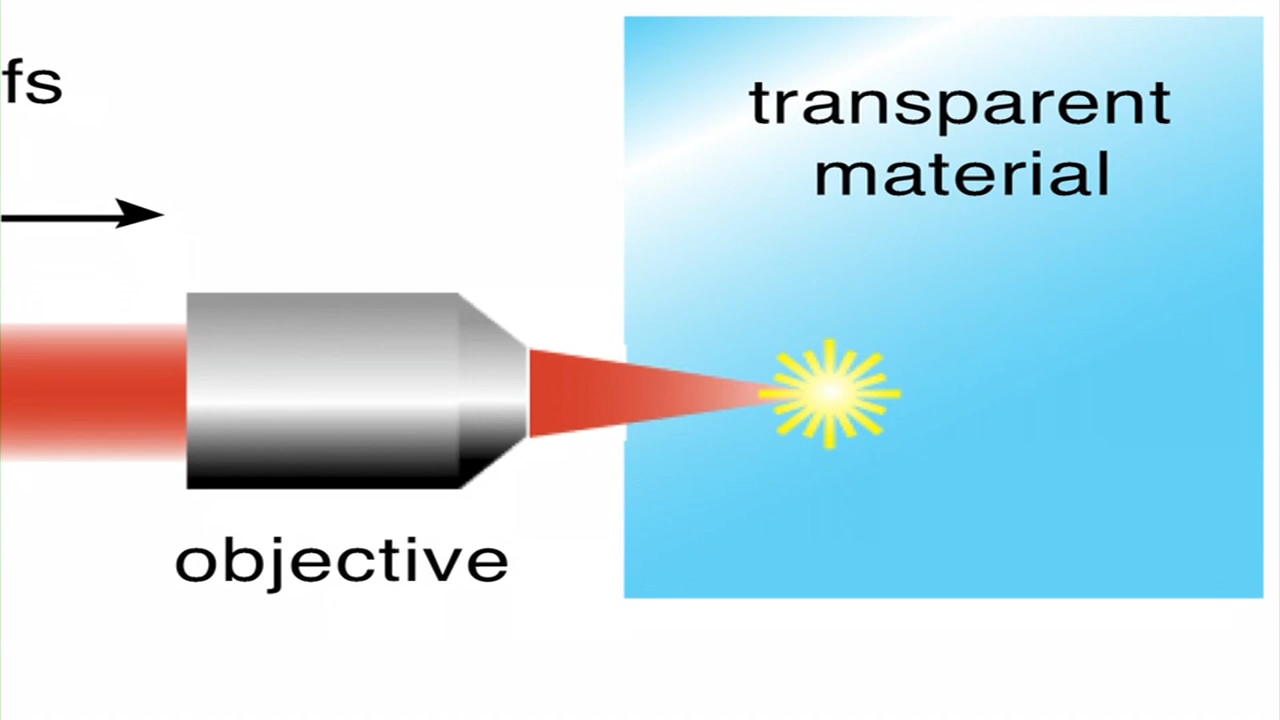 fs
transparent
material
objective